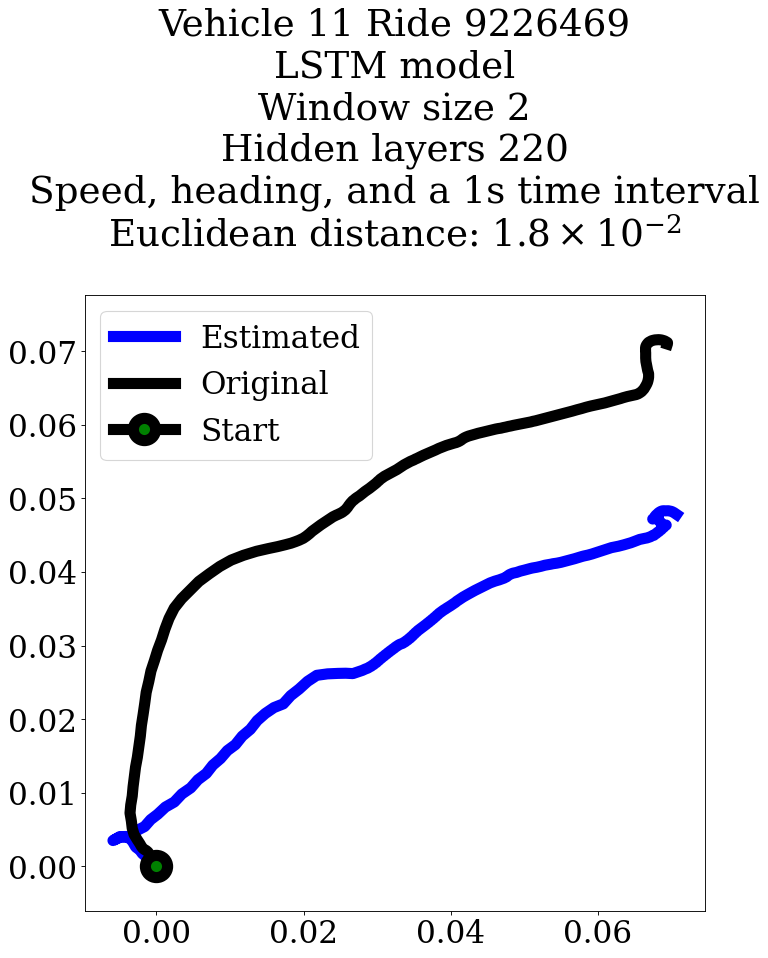 Vehicle 11 Ride 9226469
LSTM model
Window size 2
Hidden layers 220
Speed, heading, and a 1s time interval
Euclidean distance: 1.8 × 10⁻²
Estimated
Original
Start
0.07
0.06
0.05
0.04
0.03
0.02
0.01
0.00
0.00 0.02 0.04 0.06